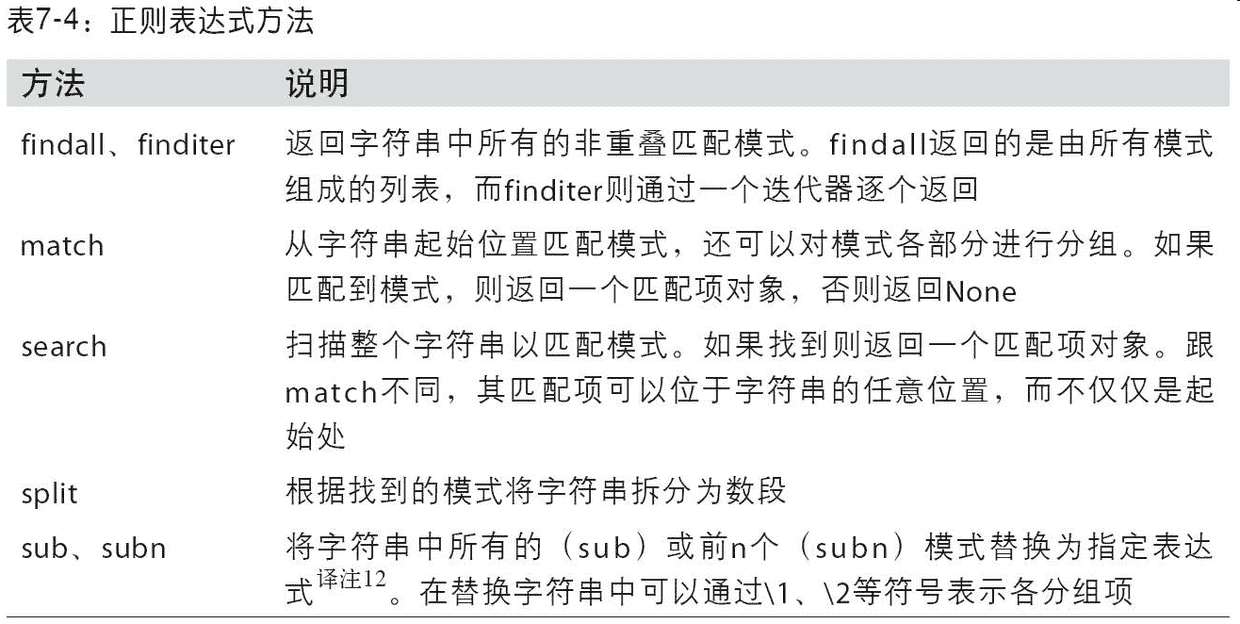 表7-4：正则表达式方法
方法 说明
findall、finditer 返回字符串中所有的非重叠匹配模式。findall返回的是由所有模式
组成的列表，而finditer则通过一个迭代器逐个返回
match 从字符串起始位置匹配模式，还可以对模式各部分进行分组。如果
匹配到模式，则返回一个匹配项对象，否则返回None
search 扫描整个字符串以匹配模式。如果找到则返回一个匹配项对象。跟
match不同，其匹配项可以位于字符串的任意位置，而不仅仅是起
始处
split 根据找到的模式将字符串拆分为数段
sub、subn 将字符串中所有的（sub）或前n个（subn）模式替换为指定表达
式译注12。在替换字符串中可以通过\1、\2等符号表示各分组项